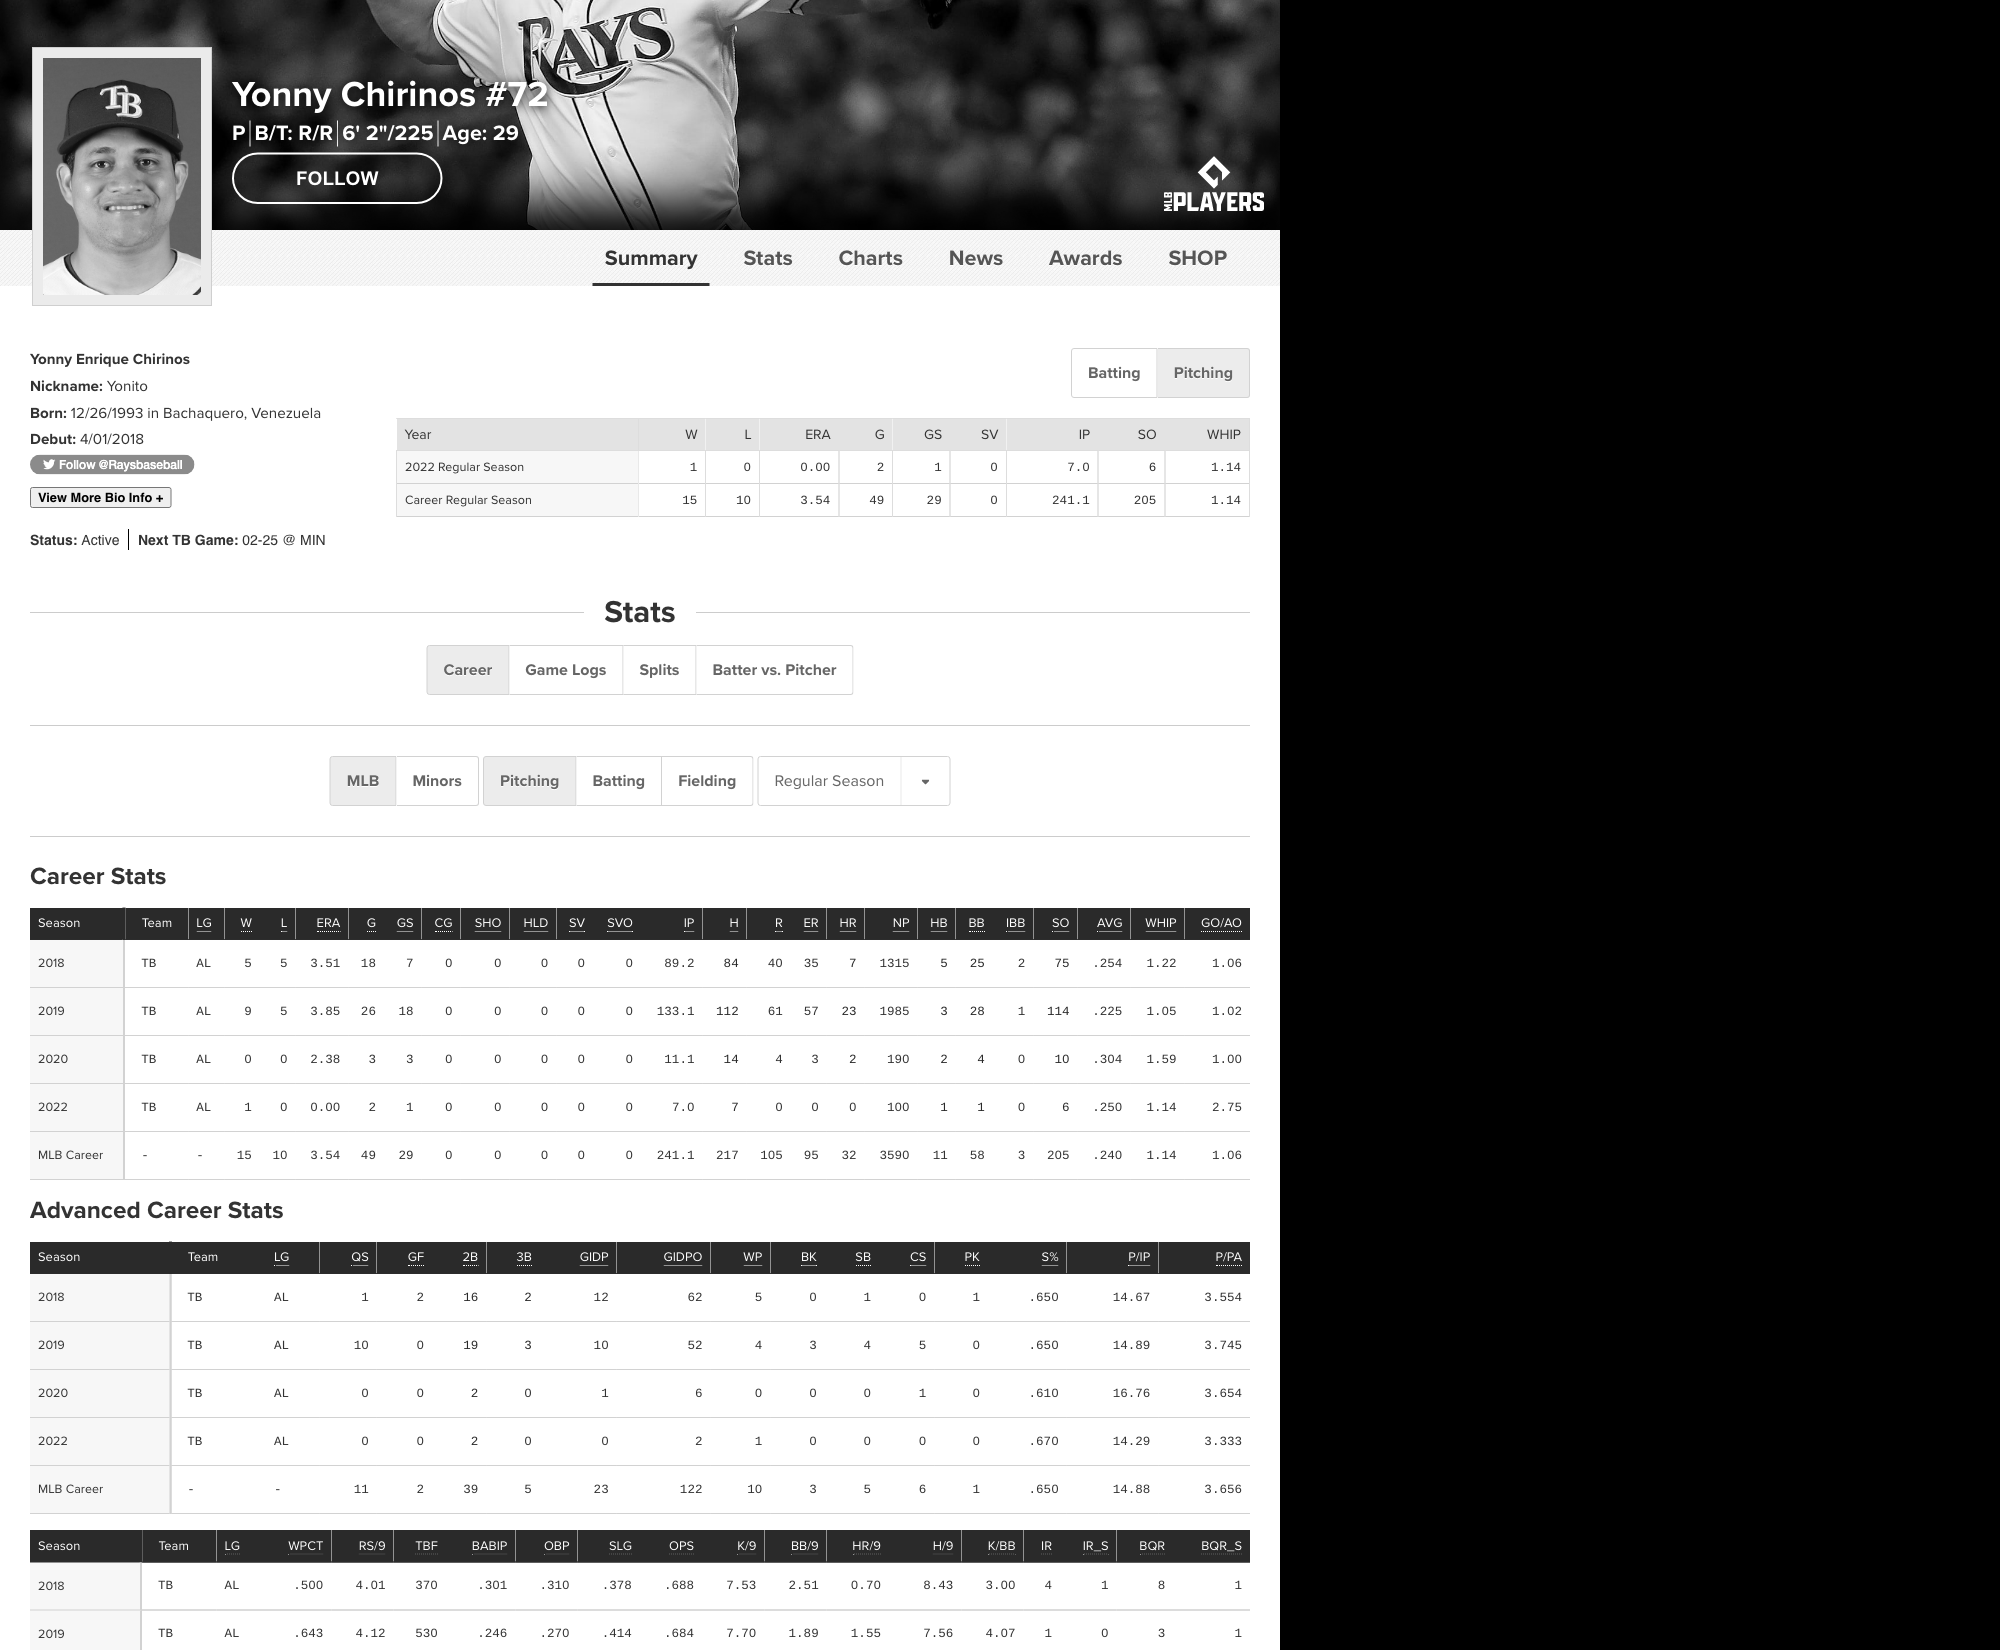 RAYS
TB
Yonny Chirinos #72
P B/T: R/R 6' 2"/225 Age: 29
FOLLOW
MLB PLAYERS
Summary Stats Charts News Awards SHOP
Yonny Enrique Chirinos
Nickname: Yonito
Born: 12/26/1993 in Bachaquero, Venezuela
Debut: 4/01/2018
Follow @Raysbaseball
View More Bio Info +
Status: Active Next TB Game: 02-25 @ MIN
Batting Pitching
Year W L ERA G GS SV IP SO WHIP
2022 Regular Season 1 0 0.00 2 1 0 7.0 6 1.14
Career Regular Season 15 10 3.54 49 29 0 241.1 205 1.14
Stats
Career Game Logs Splits Batter vs. Pitcher
MLB Minors Pitching Batting Fielding Regular Season
Career Stats
Season Team LG W L ERA G GS CG SHO HLD SV SVO IP H R ER HR NP HB BB IBB SO AVG WHIP GO/AO
2018 TB AL 5 5 3.51 18 7 0 0 0 0 0 89.2 84 40 35 7 1315 5 25 2 75 .254 1.22 1.06
2019 TB AL 9 5 3.85 26 18 0 0 0 0 0 133.1 112 61 57 23 1985 3 28 1 114 .225 1.05 1.02
2020 TB AL 0 0 2.38 3 3 0 0 0 0 0 11.1 14 4 3 2 190 2 4 0 10 .304 1.59 1.00
2022 TB AL 1 0 0.00 2 1 0 0 0 0 0 7.0 7 0 0 0 100 1 1 0 6 .250 1.14 2.75
MLB Career - - 15 10 3.54 49 29 0 0 0 0 0 241.1 217 105 95 32 3590 11 58 3 205 .240 1.14 1.06
Advanced Career Stats
Season Team LG QS GF 2B 3B GIDP GIDPO WP BK SB CS PK S% P/IP P/PA
2018 TB AL 1 2 16 2 12 62 5 0 1 0 1 .650 14.67 3.554
2019 TB AL 10 0 19 3 10 52 4 3 4 5 0 .650 14.89 3.745
2020 TB AL 0 0 2 0 1 6 0 0 0 1 0 .610 16.76 3.654
2022 TB AL 0 0 2 0 0 2 1 0 0 0 0 .670 14.29 3.333
MLB Career - - 11 2 39 5 23 122 10 3 5 6 1 .650 14.88 3.656
Season Team LG WPCT RS/9 TBF BABIP OBP SLG OPS K/9 BB/9 HR/9 H/9 K/BB IR IR_S BQR BQR_S
2018 TB AL .500 4.01 370 .301 .310 .378 .688 7.53 2.51 0.70 8.43 3.00 4 1 8 1
2019 TB AL .643 4.12 530 .246 .270 .414 .684 7.70 1.89 1.55 7.56 4.07 1 0 3 1